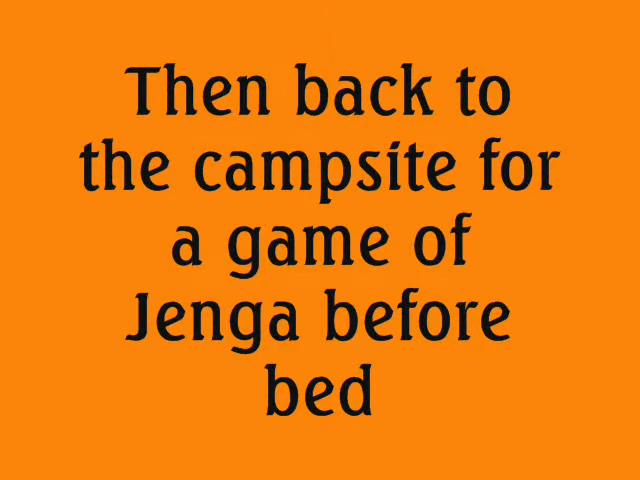 Then back to
the campsite for
a game of
Jenga before
bed